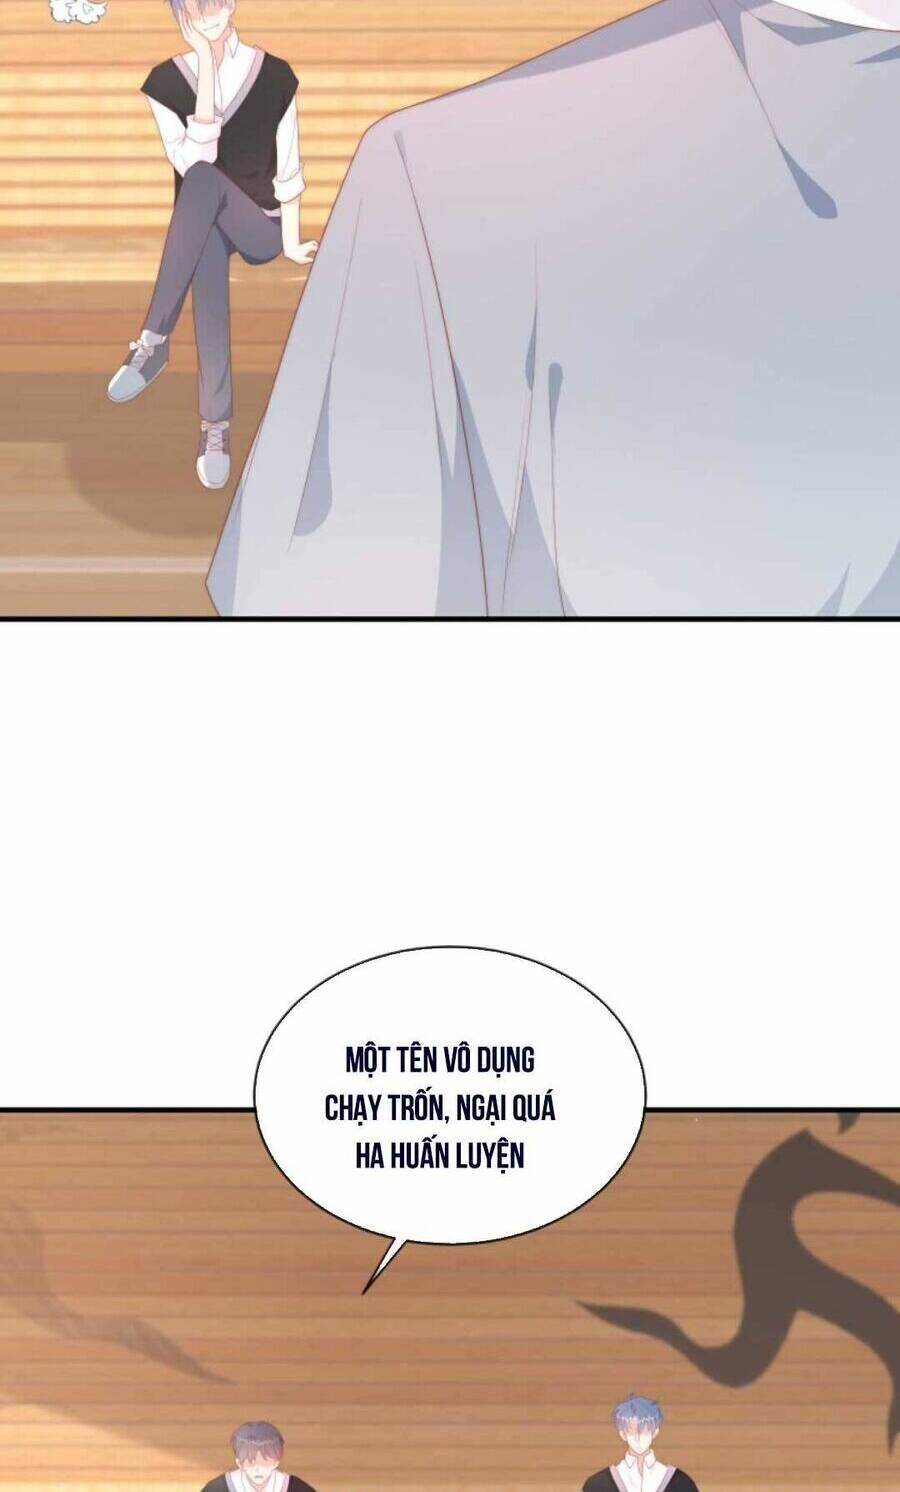 MỘT TÊN VÔ DỤNG
CHẠY TRỐN, NGẠI QUÁ
HA HUẤN LUYỆN